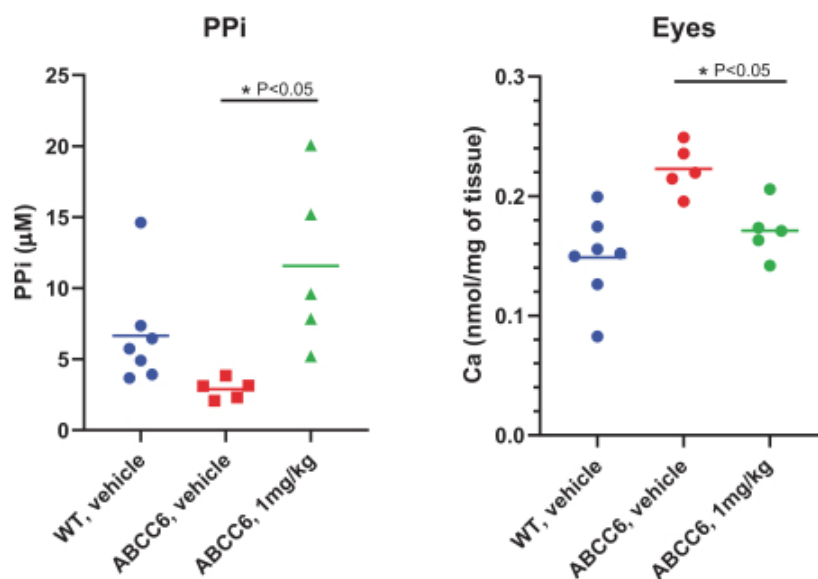 PPi
PPi (μM)
25
20
15
10
5
0
* P<0.05
WT, vehicle
ABCC6, vehicle
ABCC6, 1mg/kg
Eyes
Ca (nmol/mg of tissue)
0.3
0.2
0.1
0.0
* P<0.05
WT, vehicle
ABCC6, vehicle
ABCC6, 1mg/kg